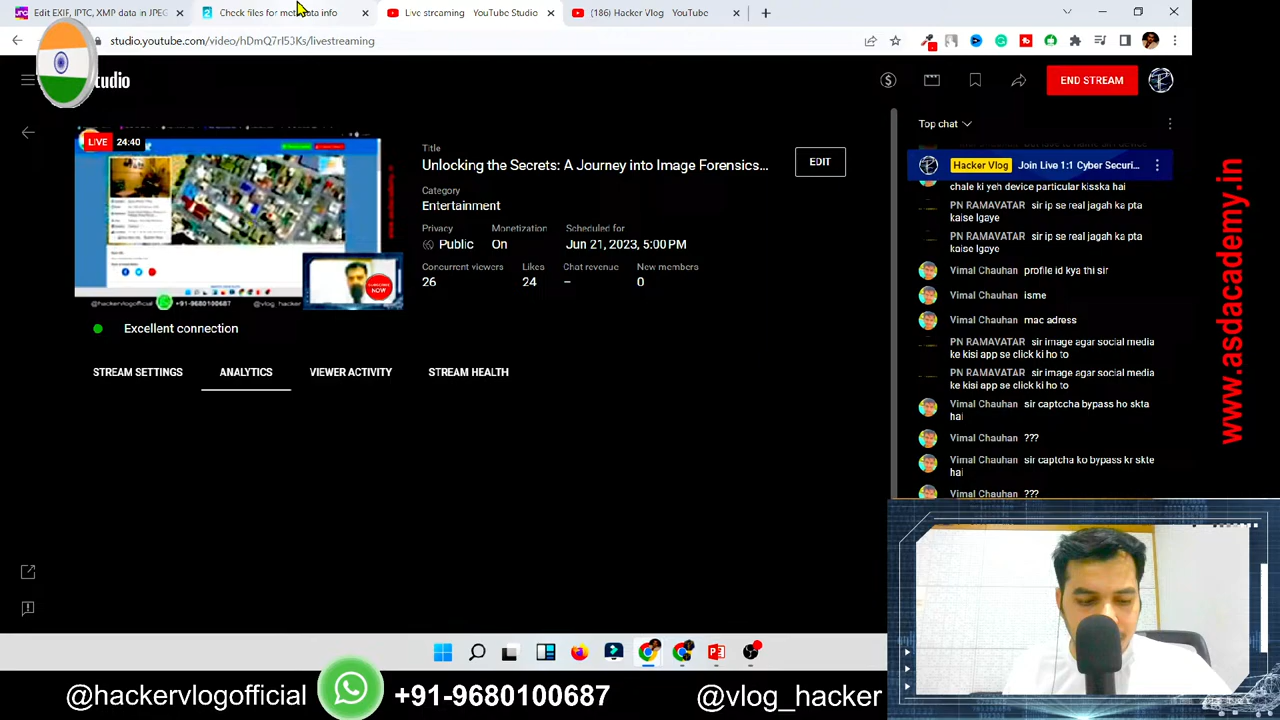 Edit EXIF, IPTC, XMP data in JPEG
Check files for metadata info
Live streaming - YouTube Studio
(186) Hacker Vlog - YouTube
studio.youtube.com/video/hDmQ7rI53Ks/livestreaming
tudio
END STREAM
LIVE 24:40
Title
Unlocking the Secrets: A Journey into Image Forensics...
EDIT
Category
Entertainment
Privacy
Public
On
Scheduled for
Jun 21, 2023, 5:00 PM
Concurrent viewers
26
Likes
24
Chat revenue
–
New members
0
SUBSCRIBE
NOW
@hackervlogofficial
+91-9680100687
@vlog_hacker
Excellent connection
STREAM SETTINGS
ANALYTICS
VIEWER ACTIVITY
STREAM HEALTH
Top chat
Hacker Vlog Join Live 1:1 Cyber Securi...
chale ki yeh device particular kisska hai
PN RAMAVATAR sir ip se real jagah ka pta
kaise lgaye
PN RAMAVATAR sir ip se real jagah ka pta
kaise lgaye
Vimal Chauhan profile id kya thi sir
Vimal Chauhan isme
Vimal Chauhan mac adress
PN RAMAVATAR sir image agar social media
ke kisi app se click ki ho to
PN RAMAVATAR sir image agar social media
ke kisi app se click ki ho to
Vimal Chauhan sir captccha bypass ho skta
hai
Vimal Chauhan ???
Vimal Chauhan sir captcha ko bypass kr skte
hai
Vimal Chauhan ???
www.asdacademy.in
@hackervlogofficial
+91-9680100687
@vlog_hacker